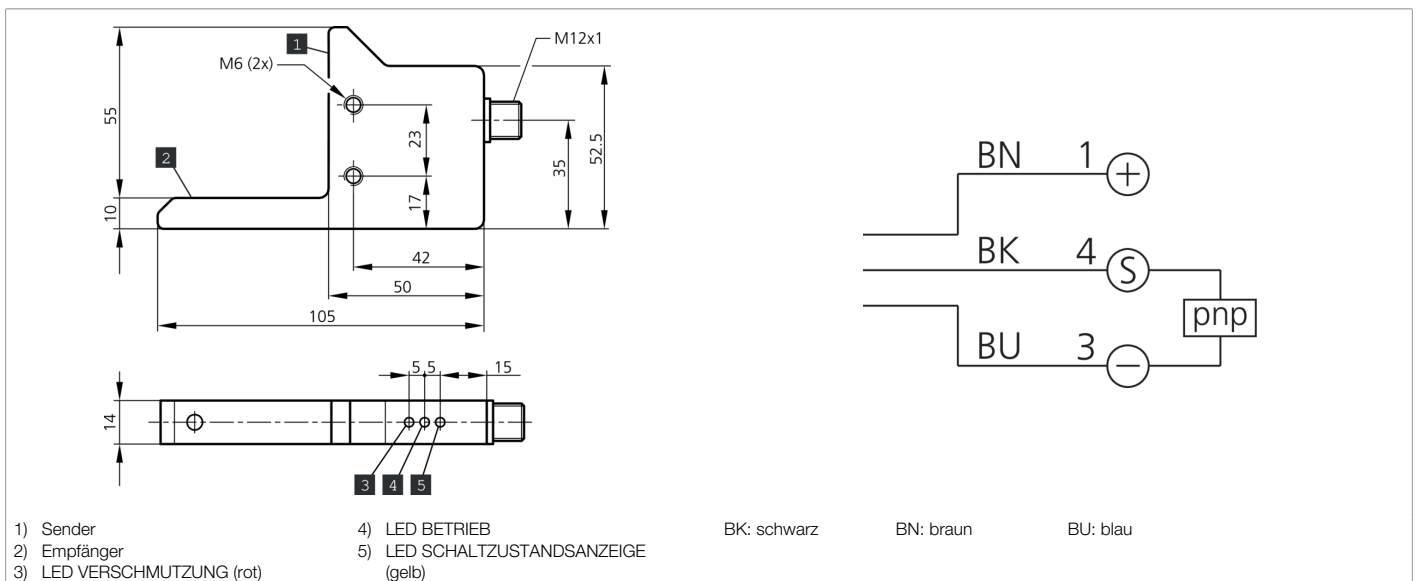 1
M12x1
M6 (2x)
55
23
52.5
35
2
17
10
42
50
105
5 5 15
14
3 4 5
BN 1 +
BK 4 S
pnp
BU 3 −
1) Sender
2) Empfänger
3) LED VERSCHMUTZUNG (rot)
4) LED BETRIEB
5) LED SCHALTZUSTANDSANZEIGE
(gelb)
BK: schwarz BN: braun BU: blau